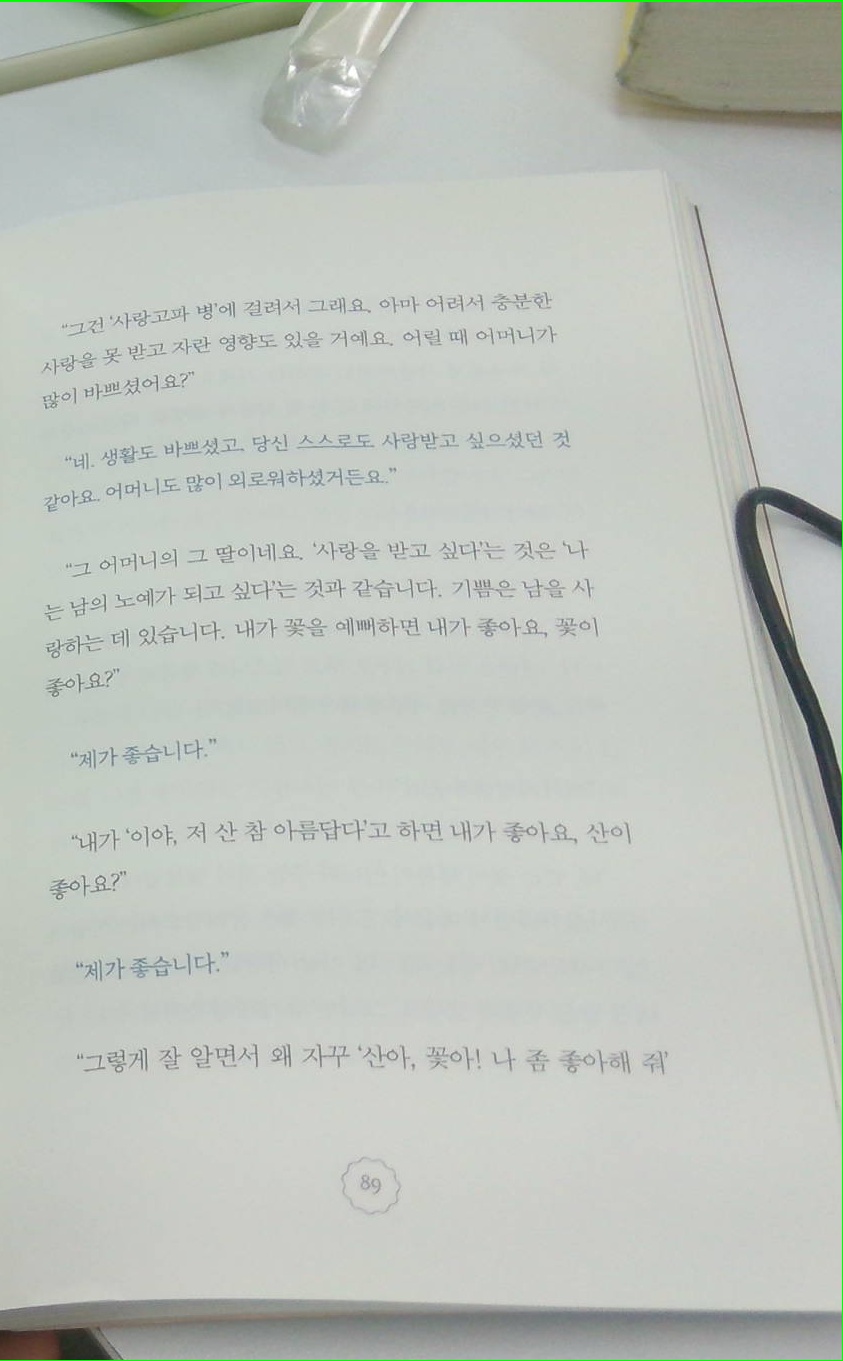 “그건 ‘사랑고파 병’에 걸려서 그래요. 아마 어려서 충분한
사랑을 못 받고 자란 영향도 있을 거예요. 어릴 때 어머니가
많이 바쁘셨어요?”
“네. 생활도 바쁘셨고, 당신 스스로도 사랑받고 싶으셨던 것
같아요. 어머니도 많이 외로워하셨거든요.”
“그 어머니의 그 딸이네요. ‘사랑을 받고 싶다’는 것은 ‘나
는 남의 노예가 되고 싶다’는 것과 같습니다. 기쁨은 남을 사
랑하는 데 있습니다. 내가 꽃을 예뻐하면 내가 좋아요, 꽃이
좋아요?”
“제가 좋습니다.”
“내가 ‘이야, 저 산 참 아름답다’고 하면 내가 좋아요, 산이
좋아요?”
“제가 좋습니다.”
“그렇게 잘 알면서 왜 자꾸 ‘산아, 꽃아! 나 좀 좋아해 줘’
89